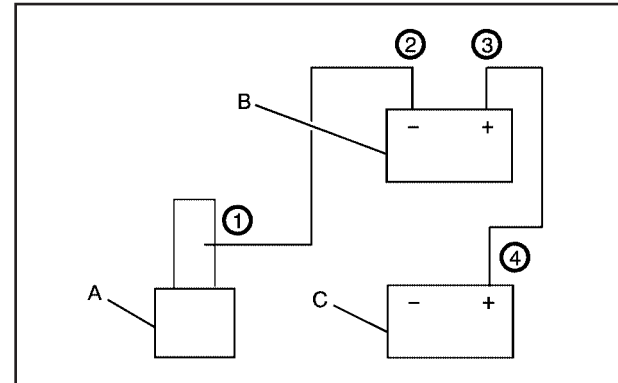 ② ③
B
− +
①
④
A
C
− +